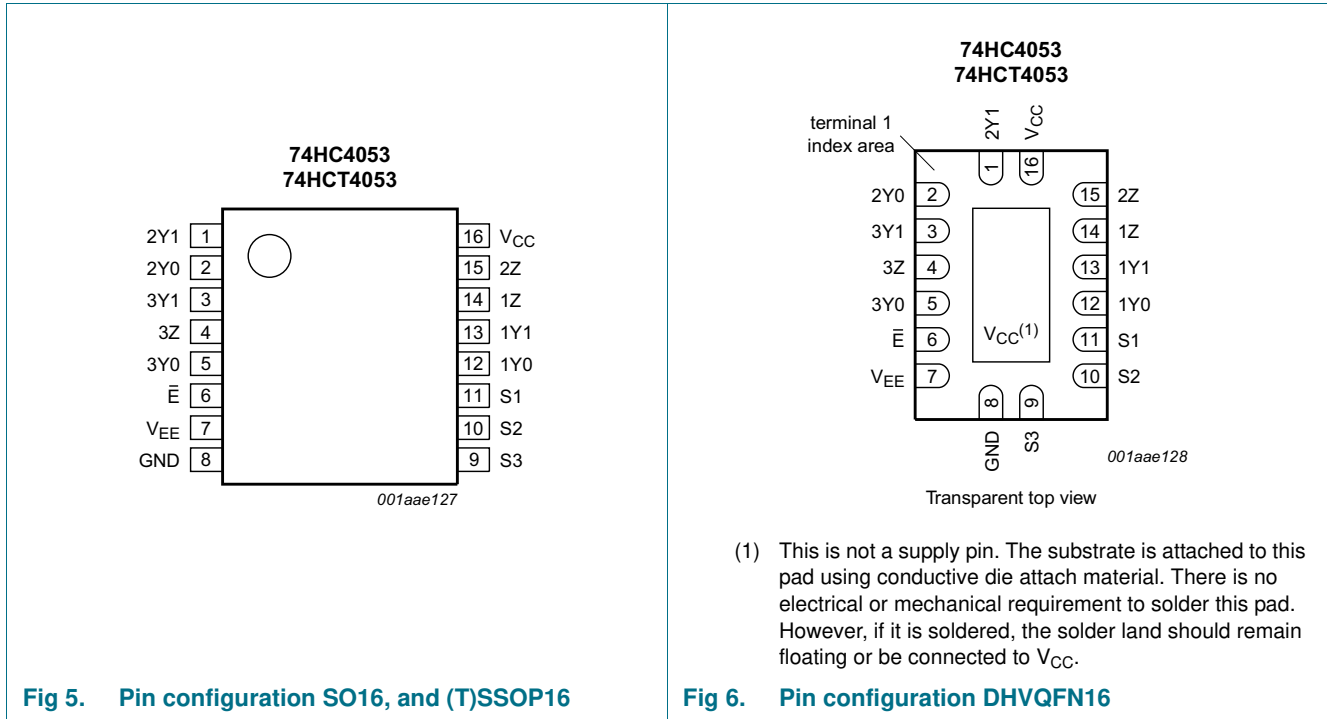 74HC4053
74HCT4053
2Y1 1
2Y0 2
3Y1 3
3Z 4
3Y0 5
Ē 6
VEE 7
GND 8
16 VCC
15 2Z
14 1Z
13 1Y1
12 1Y0
11 S1
10 S2
9 S3
001aae127
Fig 5. Pin configuration SO16, and (T)SSOP16
74HC4053
74HCT4053
terminal 1
index area
2Y1
VCC
1
16
2Y0 2
3Y1 3
3Z 4
3Y0 5
Ē 6
VEE 7
VCC(1)
15 2Z
14 1Z
13 1Y1
12 1Y0
11 S1
10 S2
8
9
GND
S3
001aae128
Transparent top view
(1) This is not a supply pin. The substrate is attached to this
pad using conductive die attach material. There is no
electrical or mechanical requirement to solder this pad.
However, if it is soldered, the solder land should remain
floating or be connected to VCC.
Fig 6. Pin configuration DHVQFN16